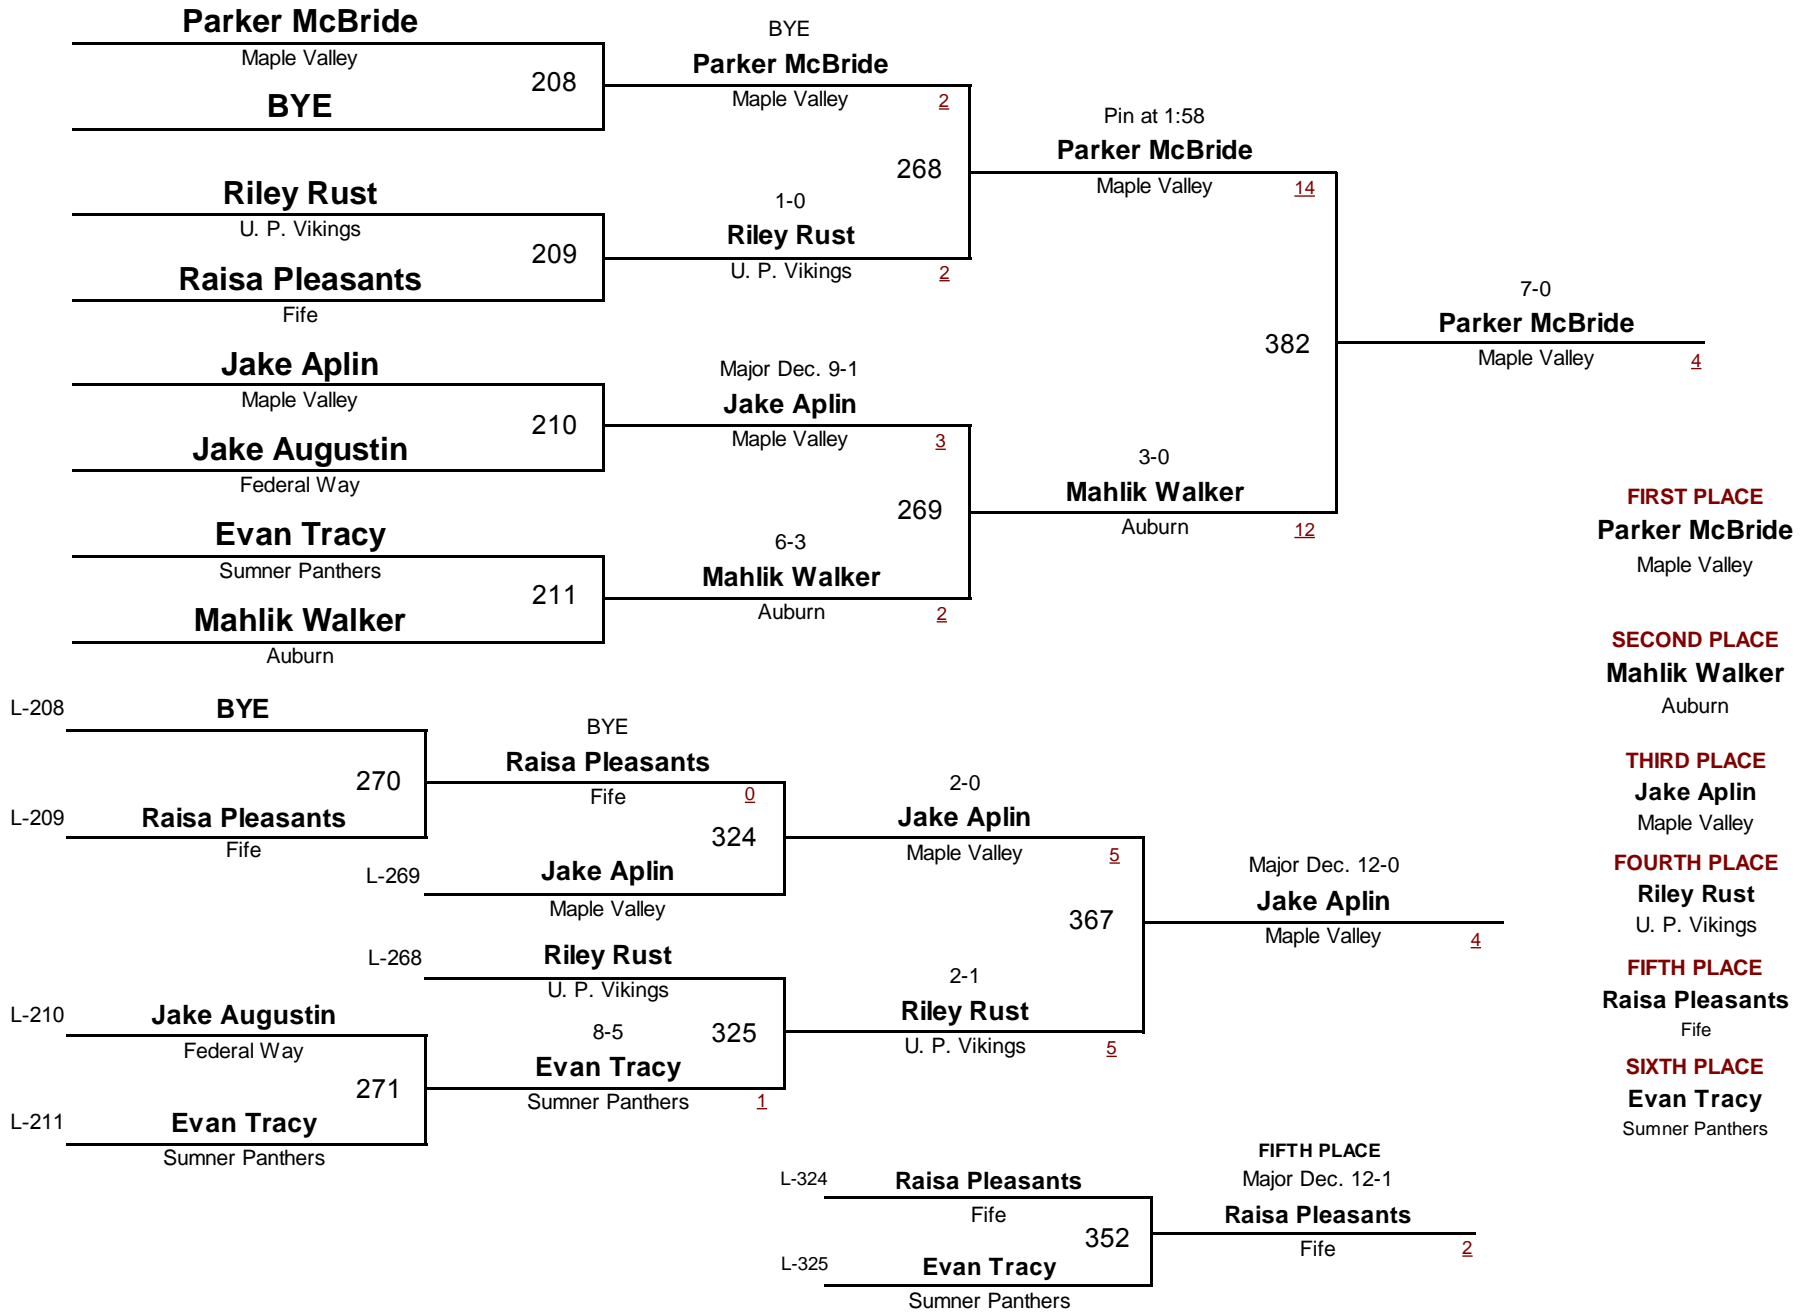 Parker McBride
Maple Valley
208
BYE
Riley Rust
U. P. Vikings
209
Raisa Pleasants
Fife
Jake Aplin
Maple Valley
210
Jake Augustin
Federal Way
Evan Tracy
Sumner Panthers
211
Mahlik Walker
Auburn
BYE
Parker McBride
Maple Valley 2
268
1-0
Riley Rust
U. P. Vikings 2
Major Dec. 9-1
Jake Aplin
Maple Valley 3
269
6-3
Mahlik Walker
Auburn 2
Pin at 1:58
Parker McBride
Maple Valley 14
382
3-0
Mahlik Walker
Auburn 12
7-0
Parker McBride
Maple Valley 4
L-208 BYE
270
L-209 Raisa Pleasants
Fife
BYE
Raisa Pleasants
Fife 0
324
L-269 Jake Aplin
Maple Valley
L-268 Riley Rust
U. P. Vikings
325
L-210 Jake Augustin
Federal Way
271
L-211 Evan Tracy
Sumner Panthers
8-5
Evan Tracy
Sumner Panthers 1
2-0
Jake Aplin
Maple Valley 5
367
2-1
Riley Rust
U. P. Vikings 5
Major Dec. 12-0
Jake Aplin
Maple Valley 4
L-324 Raisa Pleasants
Fife
352
L-325 Evan Tracy
Sumner Panthers
FIFTH PLACE
Major Dec. 12-1
Raisa Pleasants
Fife 2
FIRST PLACE
Parker McBride
Maple Valley
SECOND PLACE
Mahlik Walker
Auburn
THIRD PLACE
Jake Aplin
Maple Valley
FOURTH PLACE
Riley Rust
U. P. Vikings
FIFTH PLACE
Raisa Pleasants
Fife
SIXTH PLACE
Evan Tracy
Sumner Panthers